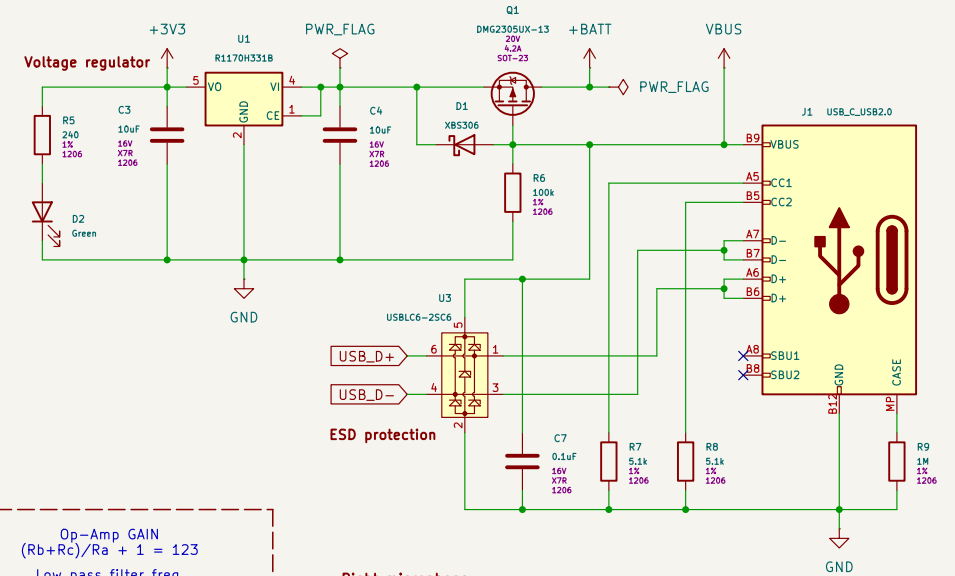 Q1
DMG2305UX-13
20V
4.2A
SOT-23
+3V3
U1
R1170H331B
PWR_FLAG
+BATT
VBUS
Voltage regulator
5
VO
VI
4
CE
1
GND
2
PWR_FLAG
R5
240
1%
1206
C3
10uF
16V
X7R
1206
C4
10uF
16V
X7R
1206
D1
XBS306
R6
100k
1%
1206
D2
Green
GND
J1
USB_C_USB2.0
B9
VBUS
A5
CC1
B5
CC2
A7
D-
B7
D-
A6
D+
B6
D+
A8
SBU1
B8
SBU2
GND
CASE
B12
MP
U3
USBLC6-2SC6
5
USB_D+
6
1
USB_D-
4
3
2
ESD protection
C7
0.1uF
16V
X7R
1206
R7
5.1k
1%
1206
R8
5.1k
1%
1206
R9
1M
1%
1206
GND
Op-Amp GAIN
(Rb+Rc)/Ra + 1 = 123
Low pass filter freq